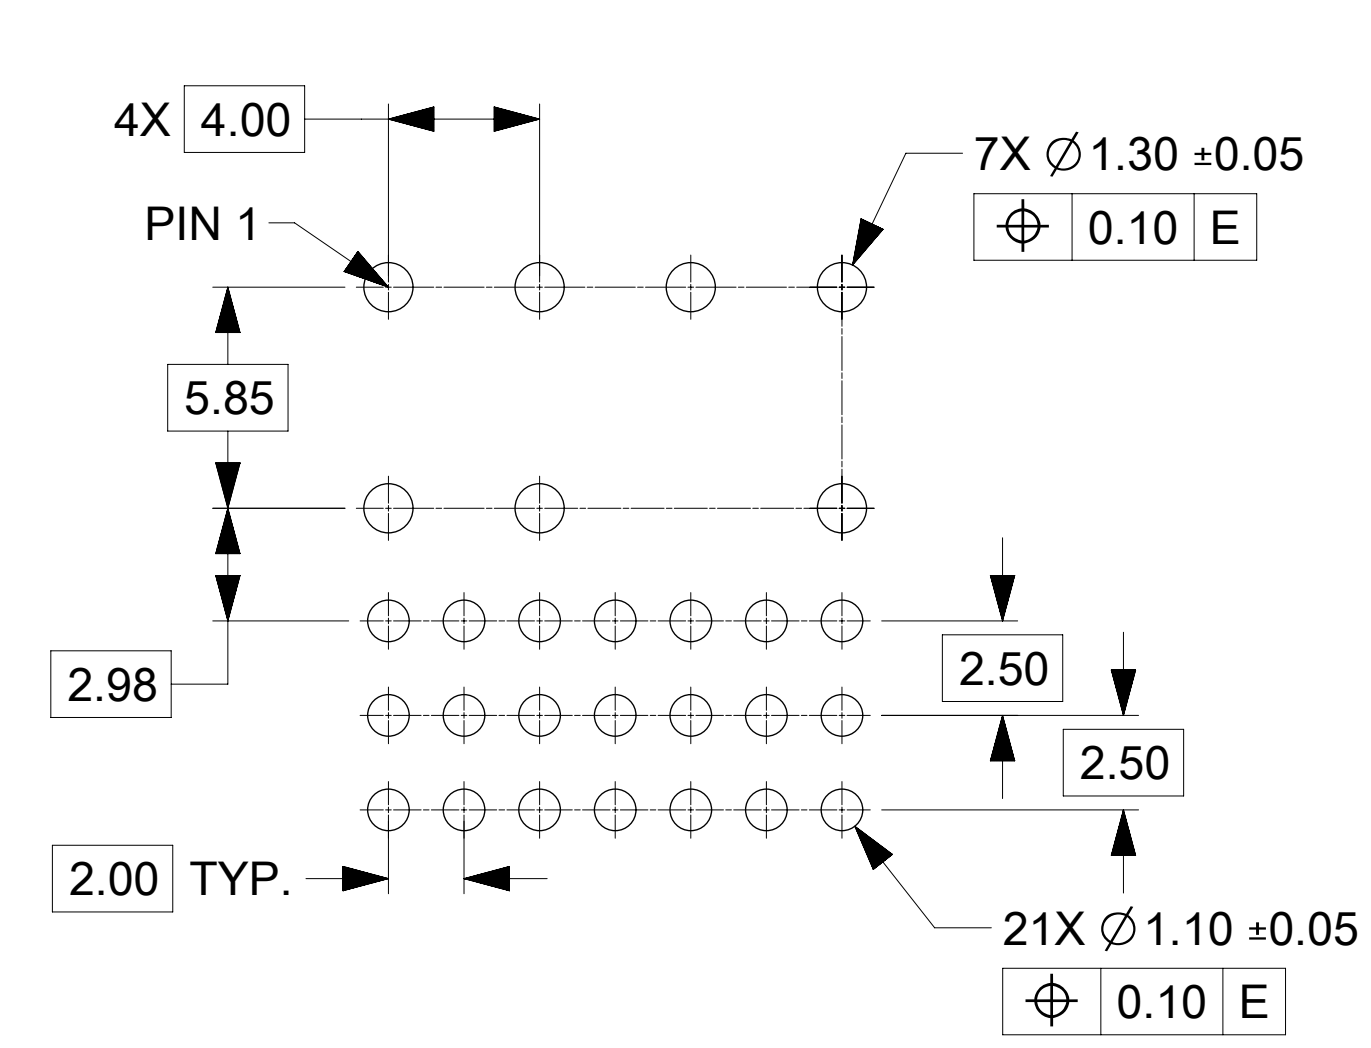 4X 4.00
7X ∅1.30 ±0.05
⌖ 0.10 E
PIN 1
5.85
2.98
2.50
2.50
2.00 TYP.
21X ∅1.10 ±0.05
⌖ 0.10 E